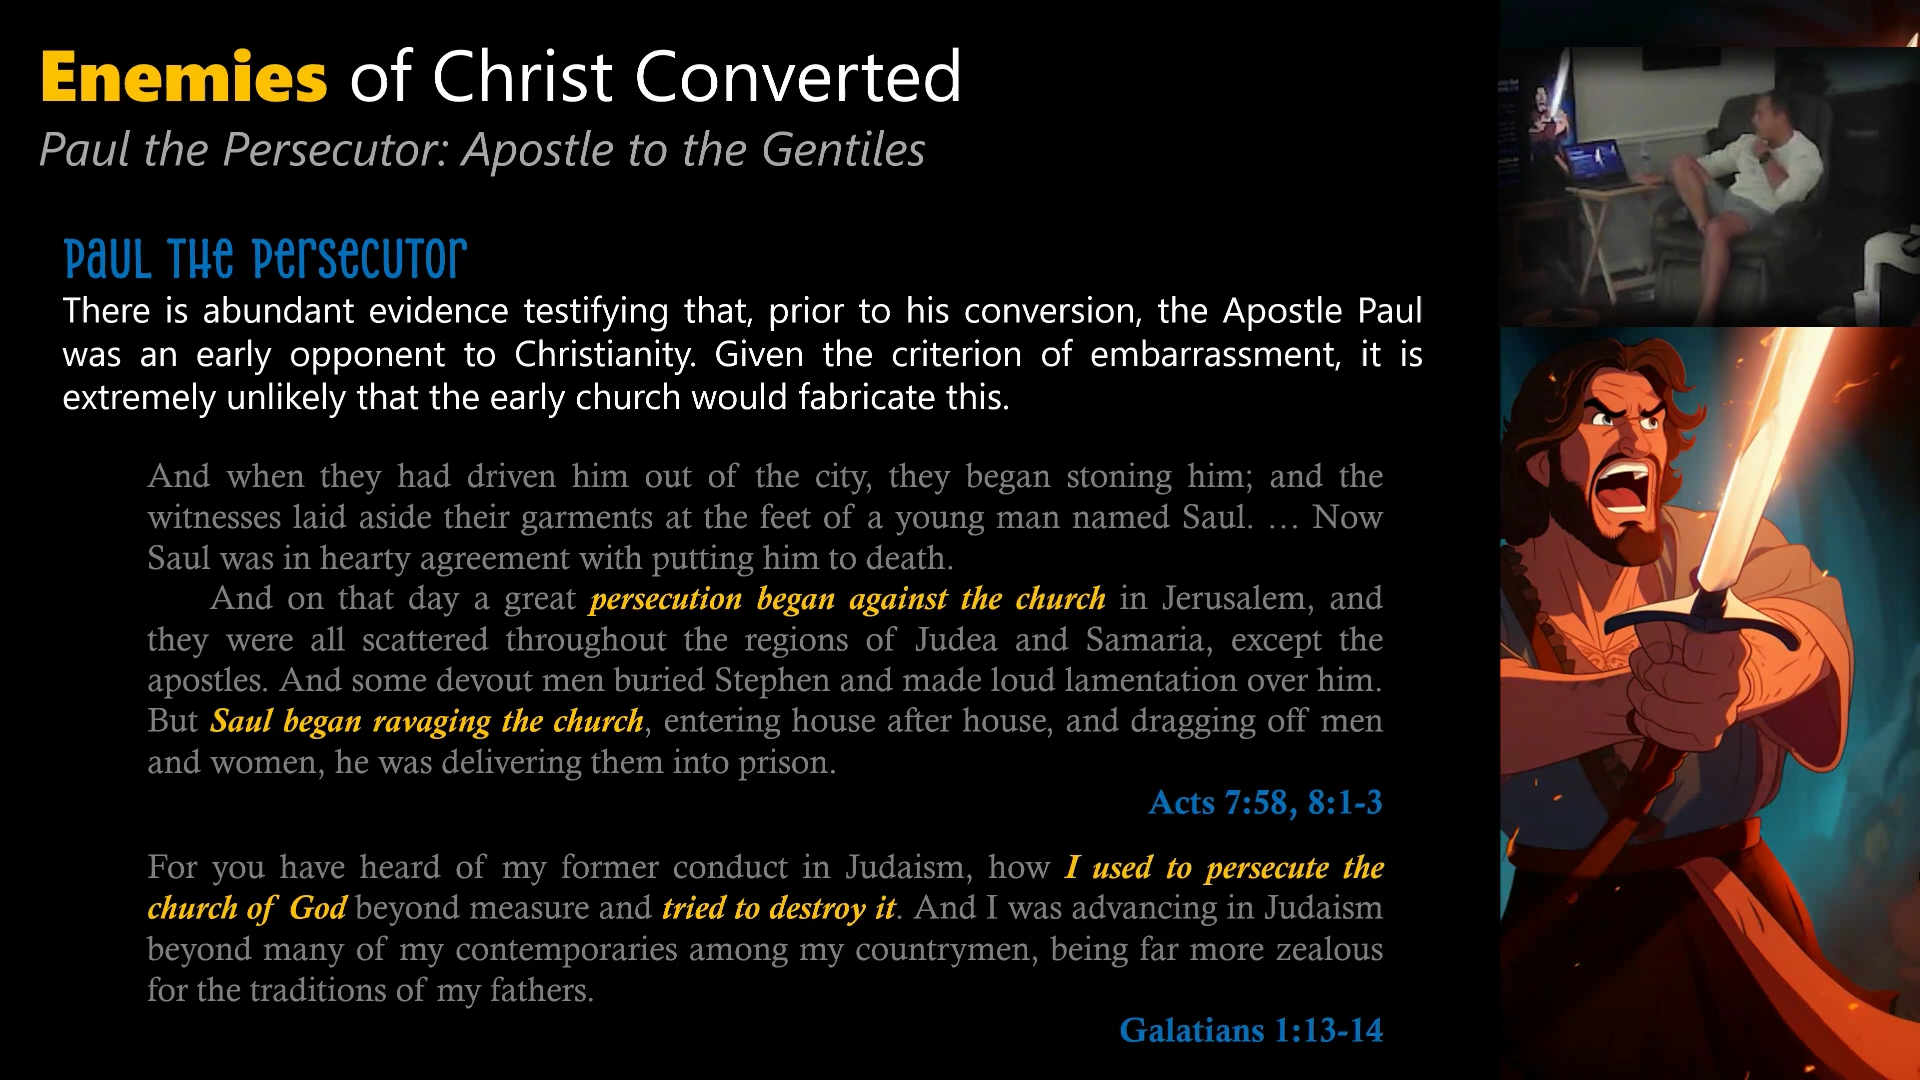 Enemies of Christ Converted
Paul the Persecutor: Apostle to the Gentiles
Paul the Persecutor
There is abundant evidence testifying that, prior to his conversion, the Apostle Paul
was an early opponent to Christianity. Given the criterion of embarrassment, it is
extremely unlikely that the early church would fabricate this.
And when they had driven him out of the city, they began stoning him; and the
witnesses laid aside their garments at the feet of a young man named Saul. … Now
Saul was in hearty agreement with putting him to death.
And on that day a great persecution began against the church in Jerusalem, and
they were all scattered throughout the regions of Judea and Samaria, except the
apostles. And some devout men buried Stephen and made loud lamentation over him.
But Saul began ravaging the church, entering house after house, and dragging off men
and women, he was delivering them into prison.
Acts 7:58, 8:1-3
For you have heard of my former conduct in Judaism, how I used to persecute the
church of God beyond measure and tried to destroy it. And I was advancing in Judaism
beyond many of my contemporaries among my countrymen, being far more zealous
for the traditions of my fathers.
Galatians 1:13-14